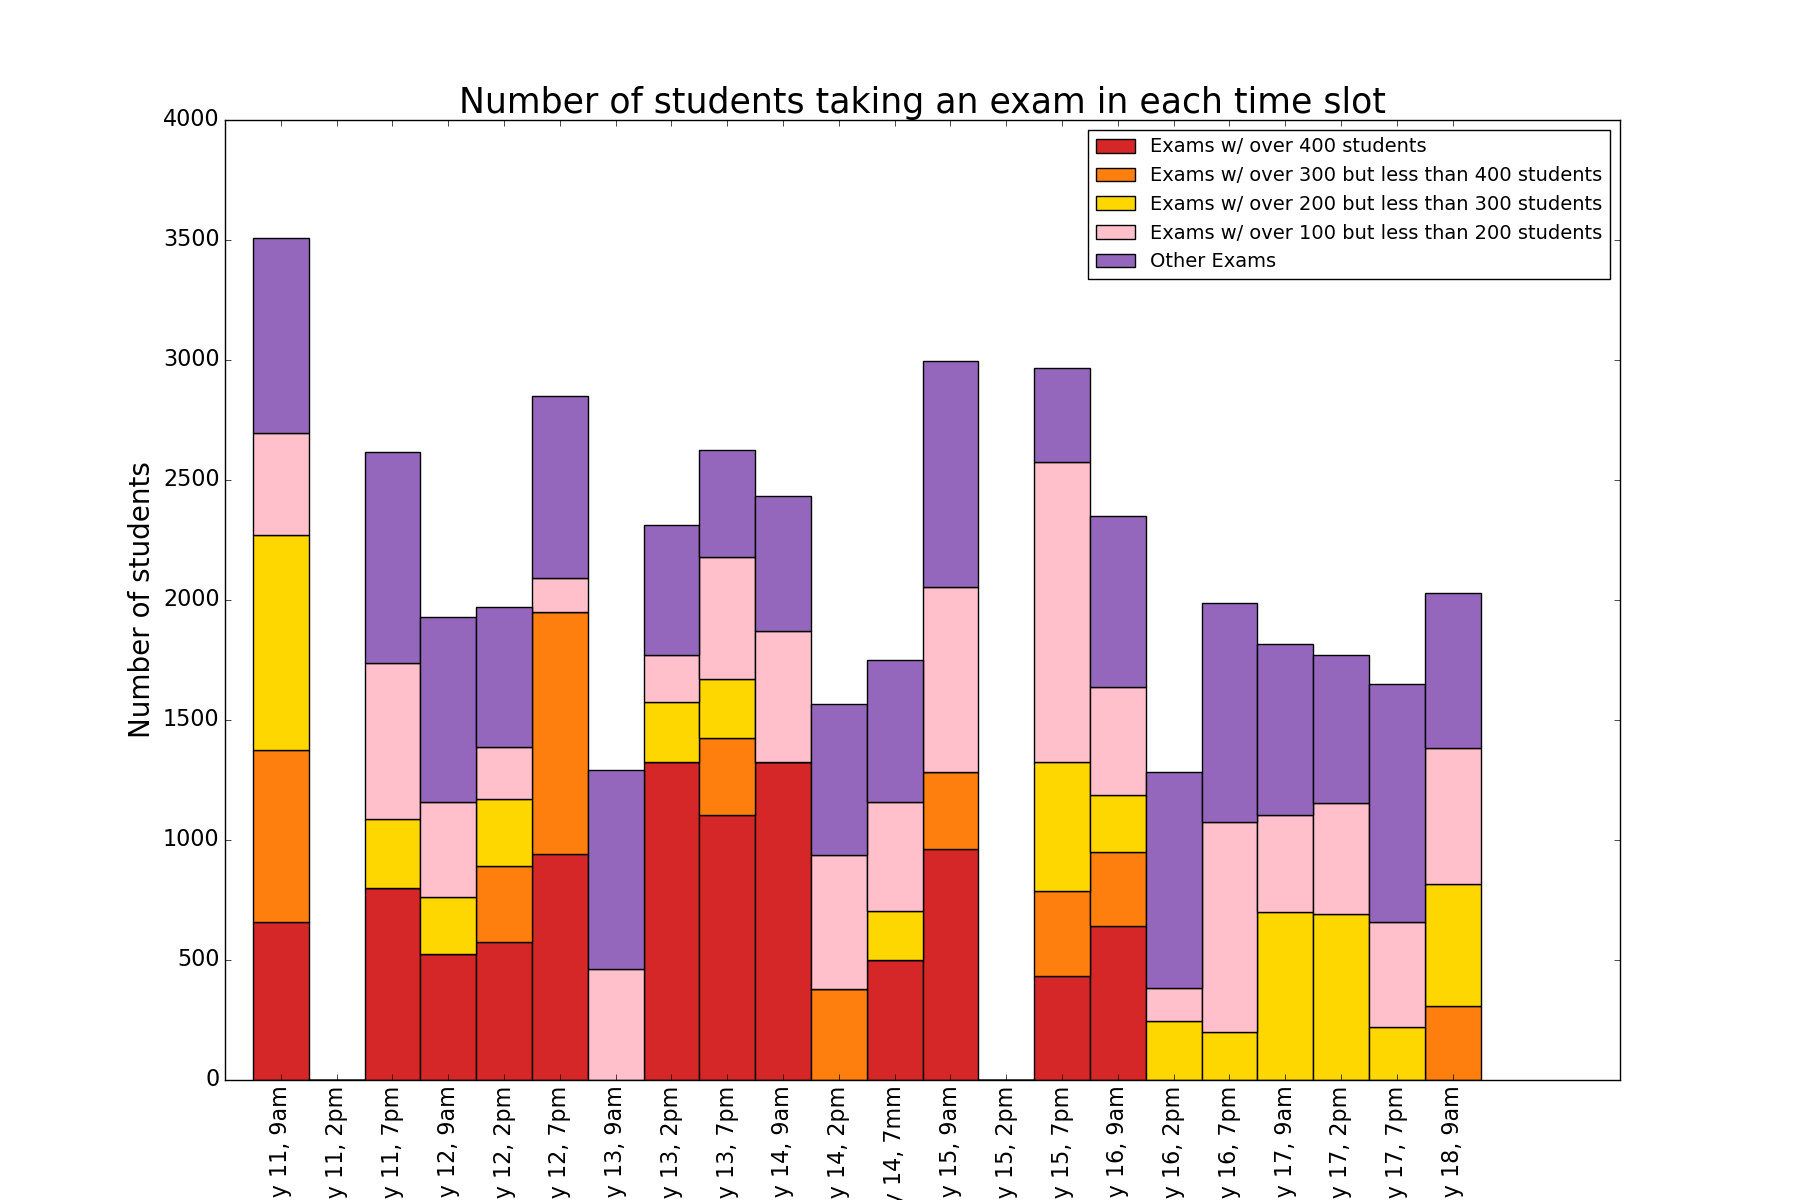 Number of students taking an exam in each time slot
Exams w/ over 400 students
Exams w/ over 300 but less than 400 students
Exams w/ over 200 but less than 300 students
Exams w/ over 100 but less than 200 students
Other Exams
4000
3500
3000
2500
2000
1500
1000
500
0
Number of students
y 11, 9am
y 11, 2pm
y 11, 7pm
y 12, 9am
y 12, 2pm
y 12, 7pm
y 13, 9am
y 13, 2pm
y 13, 7pm
y 14, 9am
y 14, 2pm
y 14, 7mm
y 15, 9am
y 15, 2pm
y 15, 7pm
y 16, 9am
y 16, 2pm
y 16, 7pm
y 17, 9am
y 17, 2pm
y 17, 7pm
y 18, 9am